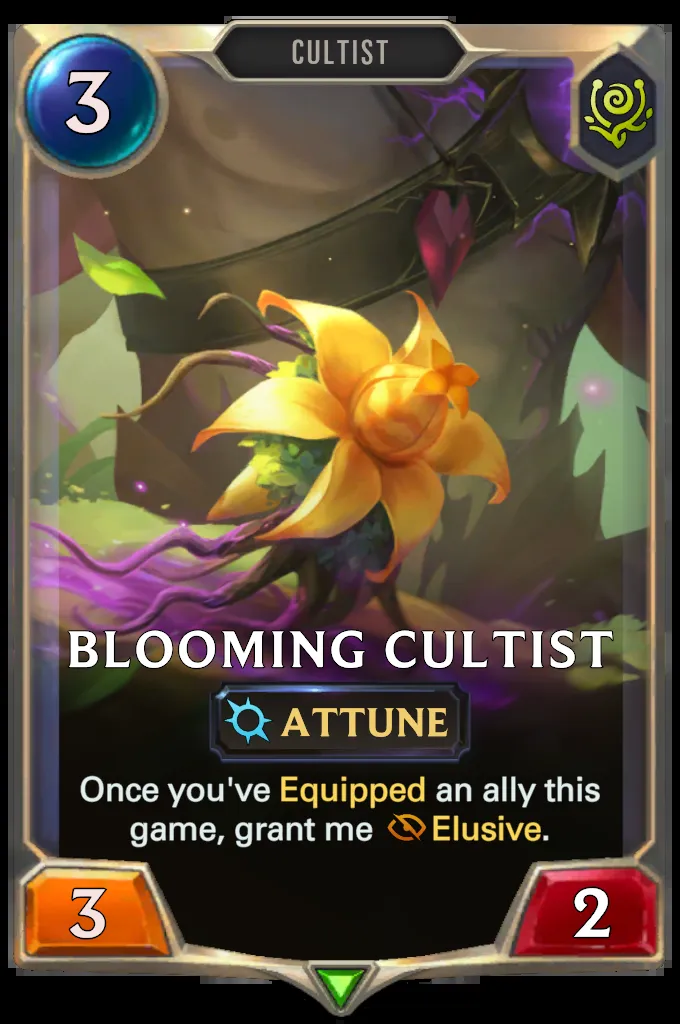 CULTIST
3
BLOOMING CULTIST
ATTUNE
Once you've Equipped an ally this
game, grant me Elusive.
3
2